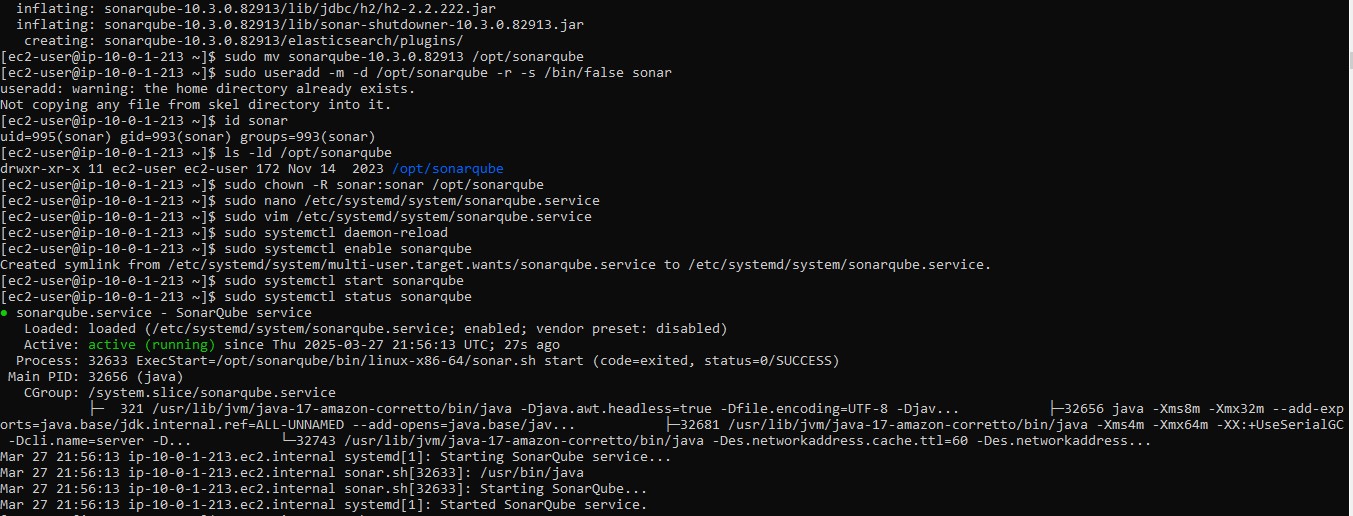 inflating: sonarqube-10.3.0.82913/lib/jdbc/h2/h2-2.2.222.jar
inflating: sonarqube-10.3.0.82913/lib/sonar-shutdowner-10.3.0.82913.jar
creating: sonarqube-10.3.0.82913/elasticsearch/plugins/
[ec2-user@ip-10-0-1-213 ~]$ sudo mv sonarqube-10.3.0.82913 /opt/sonarqube
[ec2-user@ip-10-0-1-213 ~]$ sudo useradd -m -d /opt/sonarqube -r -s /bin/false sonar
useradd: warning: the home directory already exists.
Not copying any file from skel directory into it.
[ec2-user@ip-10-0-1-213 ~]$ id sonar
uid=995(sonar) gid=993(sonar) groups=993(sonar)
[ec2-user@ip-10-0-1-213 ~]$ ls -ld /opt/sonarqube
drwxr-xr-x 11 ec2-user ec2-user 172 Nov 14  2023 /opt/sonarqube
[ec2-user@ip-10-0-1-213 ~]$ sudo chown -R sonar:sonar /opt/sonarqube
[ec2-user@ip-10-0-1-213 ~]$ sudo nano /etc/systemd/system/sonarqube.service
[ec2-user@ip-10-0-1-213 ~]$ sudo vim /etc/systemd/system/sonarqube.service
[ec2-user@ip-10-0-1-213 ~]$ sudo systemctl daemon-reload
[ec2-user@ip-10-0-1-213 ~]$ sudo systemctl enable sonarqube
Created symlink from /etc/systemd/system/multi-user.target.wants/sonarqube.service to /etc/systemd/system/sonarqube.service.
[ec2-user@ip-10-0-1-213 ~]$ sudo systemctl start sonarqube
[ec2-user@ip-10-0-1-213 ~]$ sudo systemctl status sonarqube
● sonarqube.service - SonarQube service
Loaded: loaded (/etc/systemd/system/sonarqube.service; enabled; vendor preset: disabled)
Active: active (running) since Thu 2025-03-27 21:56:13 UTC; 27s ago
Process: 32633 ExecStart=/opt/sonarqube/bin/linux-x86-64/sonar.sh start (code=exited, status=0/SUCCESS)
Main PID: 32656 (java)
CGroup: /system.slice/sonarqube.service
├─  321 /usr/lib/jvm/java-17-amazon-corretto/bin/java -Djava.awt.headless=true -Dfile.encoding=UTF-8 -Djav... ├─32656 java -Xms8m -Xmx32m --add-exp
orts=java.base/jdk.internal.ref=ALL-UNNAMED --add-opens=java.base/jav... ├─32681 /usr/lib/jvm/java-17-amazon-corretto/bin/java -Xms4m -Xmx64m -XX:+UseSerialGC
-Dcli.name=server -D... └─32743 /usr/lib/jvm/java-17-amazon-corretto/bin/java -Des.networkaddress.cache.ttl=60 -Des.networkaddress...
Mar 27 21:56:13 ip-10-0-1-213.ec2.internal systemd[1]: Starting SonarQube service...
Mar 27 21:56:13 ip-10-0-1-213.ec2.internal sonar.sh[32633]: /usr/bin/java
Mar 27 21:56:13 ip-10-0-1-213.ec2.internal sonar.sh[32633]: Starting SonarQube...
Mar 27 21:56:13 ip-10-0-1-213.ec2.internal systemd[1]: Started SonarQube service.